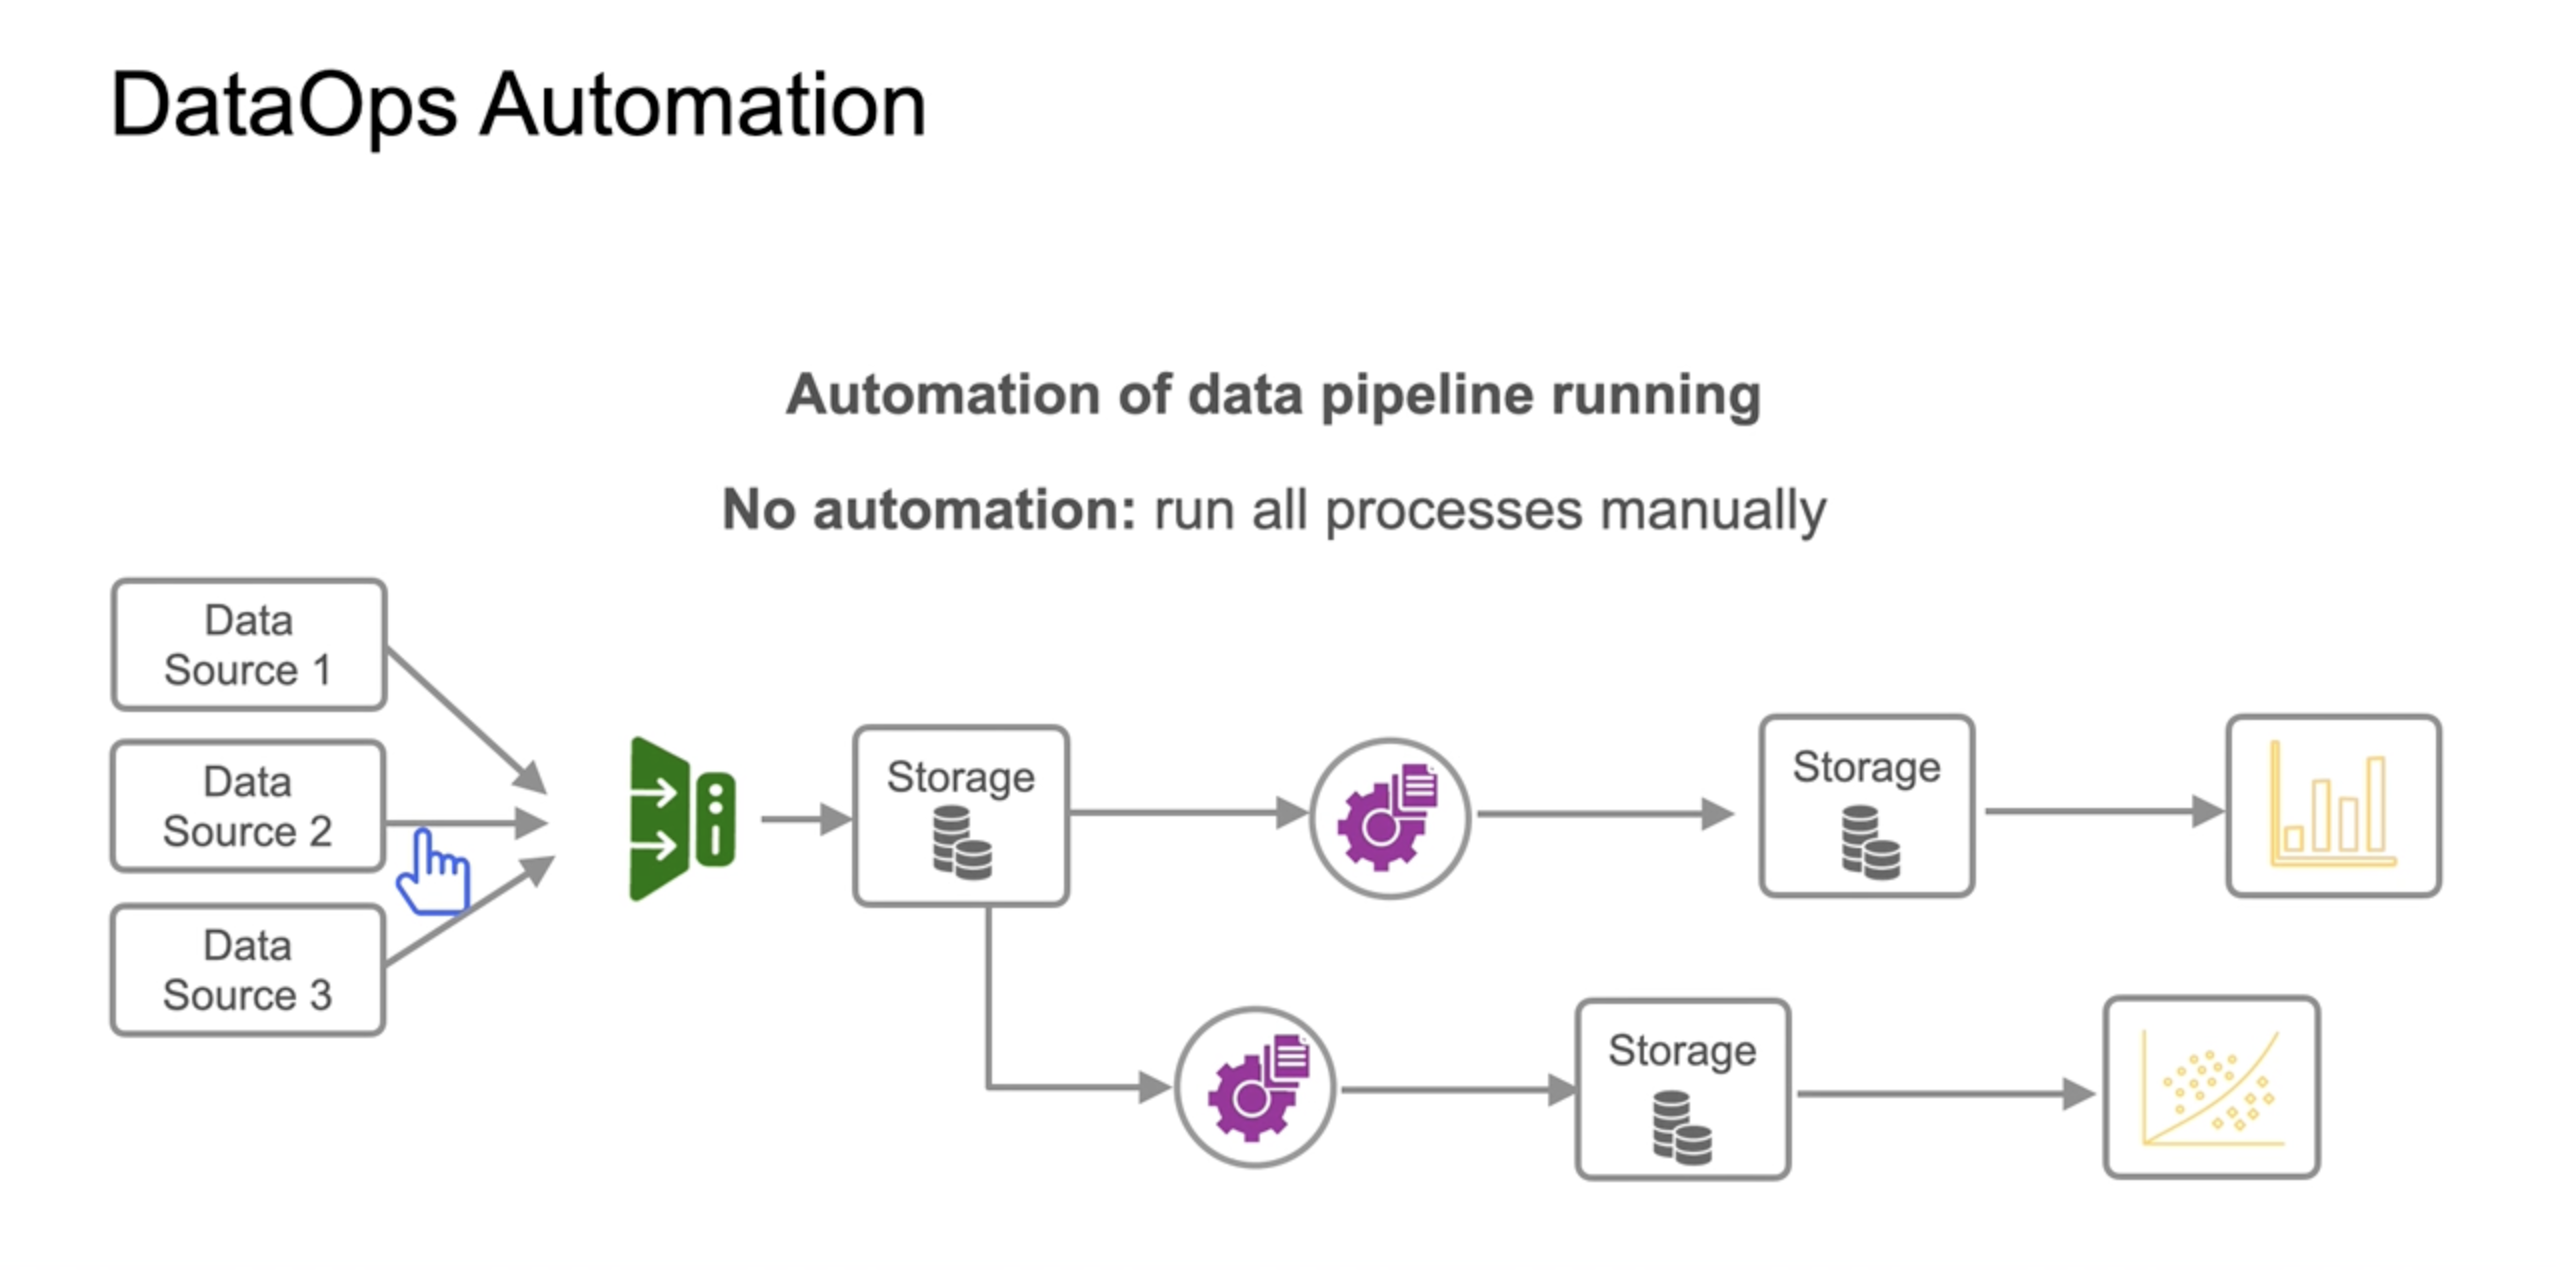 DataOps Automation
Automation of data pipeline running
No automation: run all processes manually
Data
Source 1
Data
Source 2
Data
Source 3
Storage
Storage
Storage